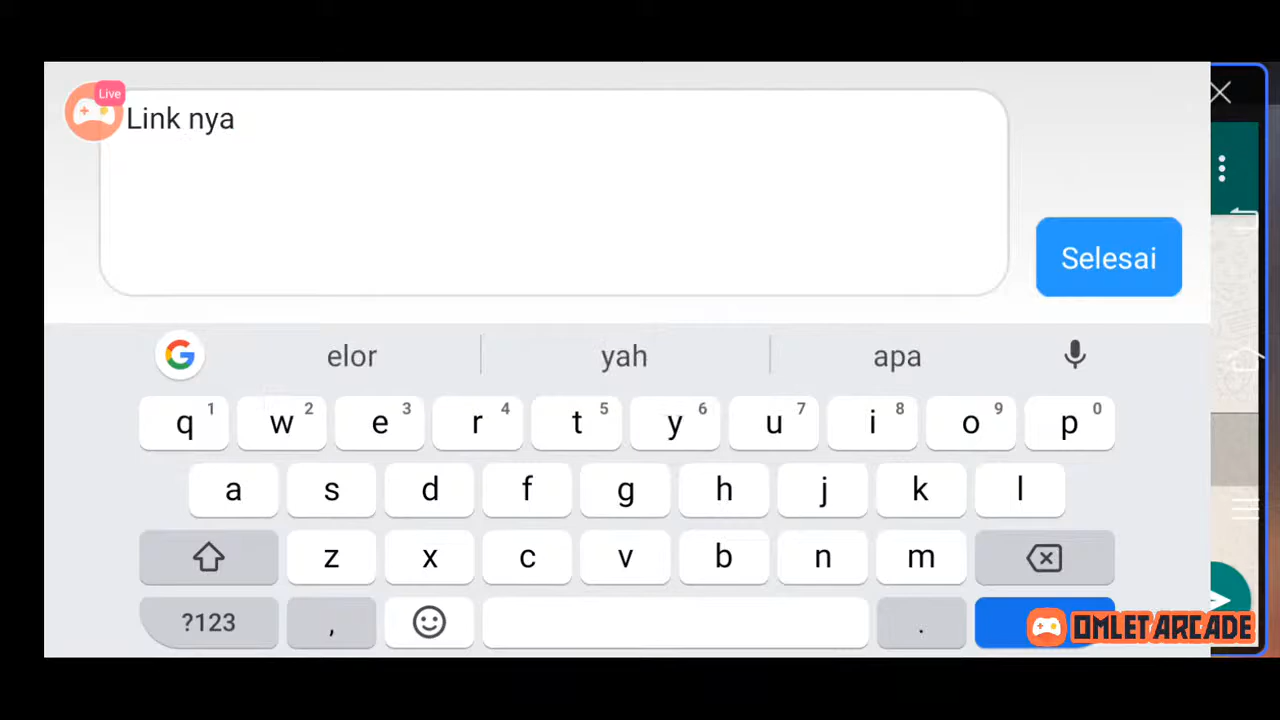 Live
Link nya
Selesai
G
elor yah apa
q 1 w 2 e 3 r 4 t 5 y 6 u 7 i 8 o 9 p 0
a s d f g h j k l
z x c v b n m
?123 , .
OMLET ARCADE